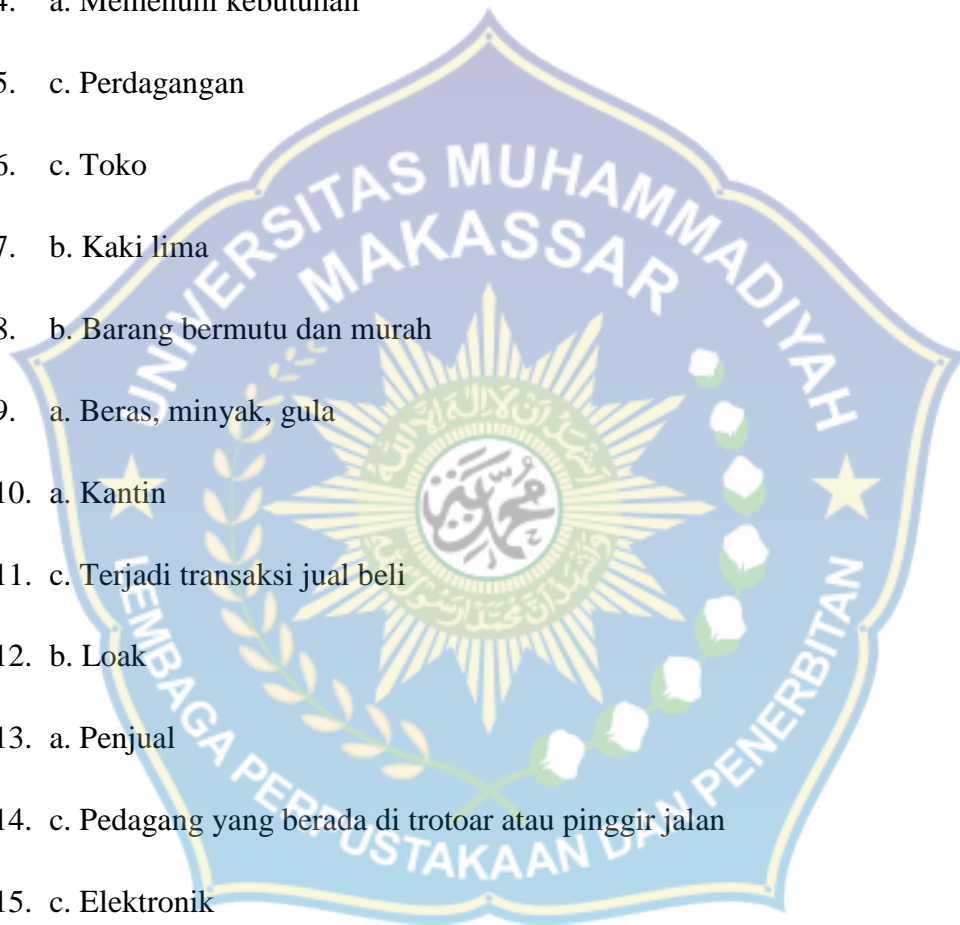 4. a. Memenuhi kebutuhan
5. c. Perdagangan
6. c. Toko
7. b. Kaki lima
8. b. Barang bermutu dan murah
9. a. Beras, minyak, gula
10. a. Kantin
11. c. Terjadi transaksi jual beli
12. b. Loak
13. a. Penjual
14. c. Pedagang yang berada di trotoar atau pinggir jalan
15. c. Elektronik
UNIVERSITAS MUHAMMADIYAH
MAKASSAR
LEMBAGA PERPUSTAKAAN DAN PENERBITAN